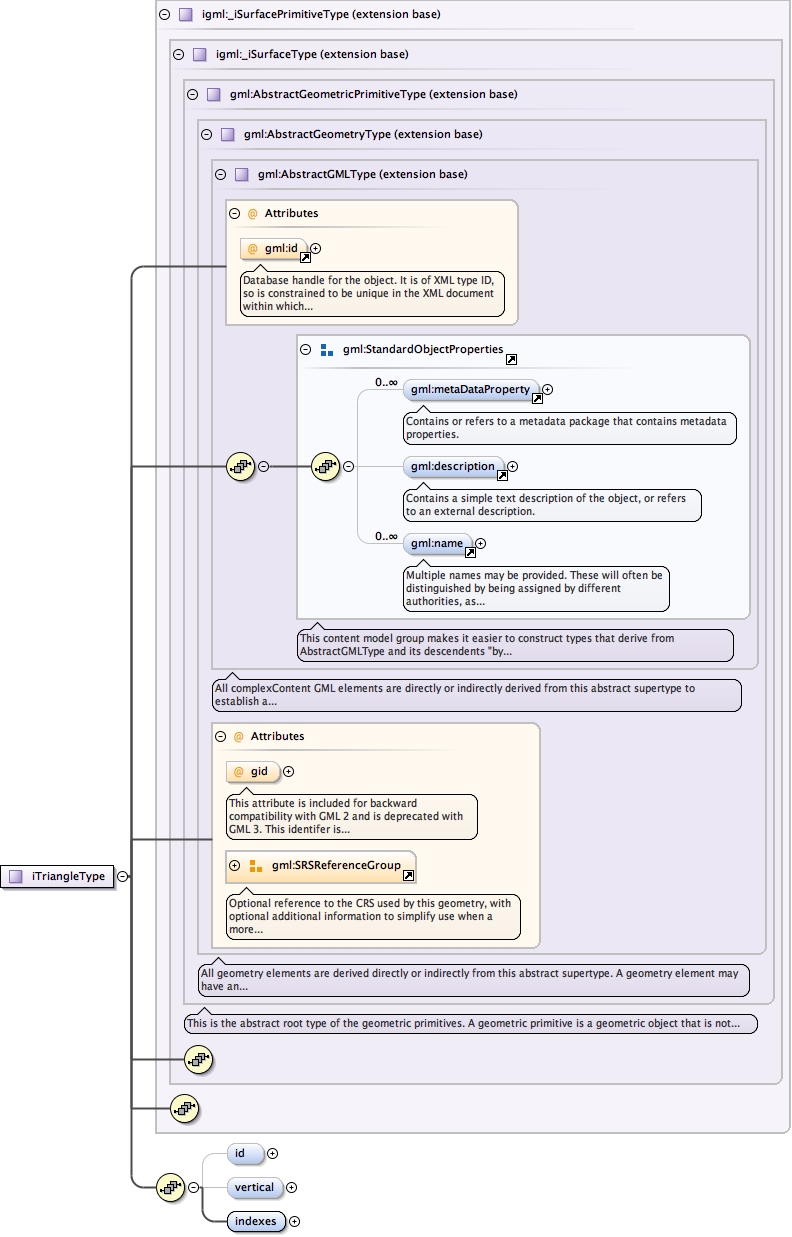 igml:_iSurfacePrimitiveType (extension base)
igml:_iSurfaceType (extension base)
gml:AbstractGeometricPrimitiveType (extension base)
gml:AbstractGeometryType (extension base)
gml:AbstractGMLType (extension base)
@ Attributes
@ gml:id
Database handle for the object. It is of XML type ID,
so is constrained to be unique in the XML document
within which...
gml:StandardObjectProperties
0..∞
gml:metaDataProperty
Contains or refers to a metadata package that contains metadata
properties.
gml:description
Contains a simple text description of the object, or refers
to an external description.
0..∞
gml:name
Multiple names may be provided. These will often be
distinguished by being assigned by different
authorities, as...
This content model group makes it easier to construct types that derive from
AbstractGMLType and its descendents "by...
All complexContent GML elements are directly or indirectly derived from this abstract supertype to
establish a...
@ Attributes
@ gid
This attribute is included for backward
compatibility with GML 2 and is deprecated with
GML 3. This identifer is...
gml:SRSReferenceGroup
Optional reference to the CRS used by this geometry, with
optional additional information to simplify use when a
more...
iTriangleType
All geometry elements are derived directly or indirectly from this abstract supertype. A geometry element may
have an...
This is the abstract root type of the geometric primitives. A geometric primitive is a geometric object that is not...
id
vertical
indexes